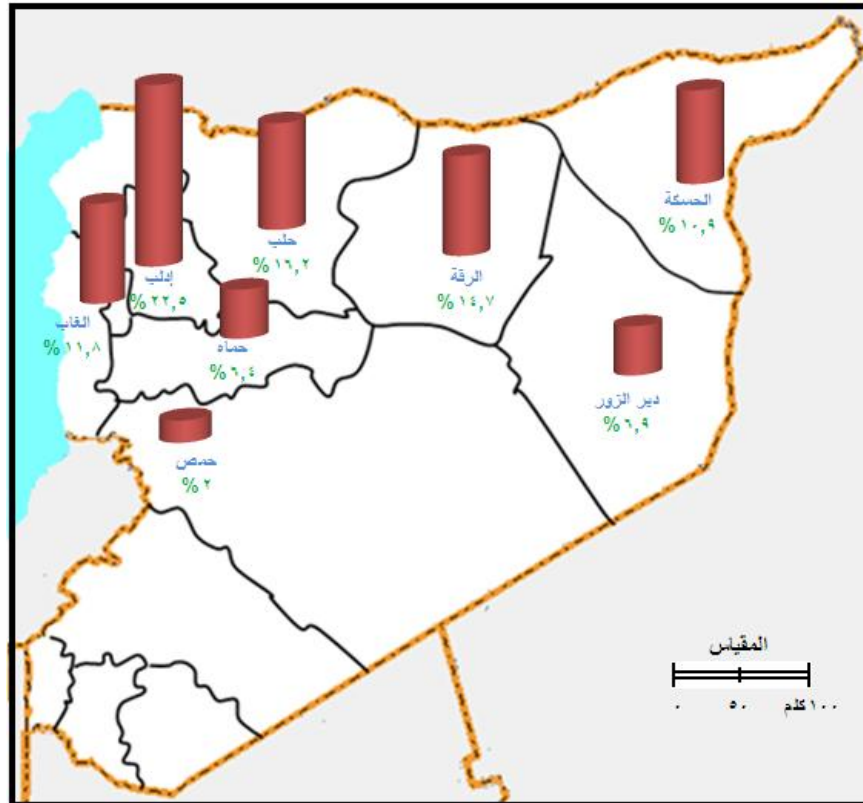 الحسكة
% ١٠,٩
حلب
% ١٦,٢
الرقة
% ١٤,٧
إدلب
% ٢٢,٥
الغاب
% ١١,٨
حماه
% ٦,٤
دير الزور
% ٦,٩
حمص
% ٢
المقياس
٠ ٥٠ ١٠٠ كلم